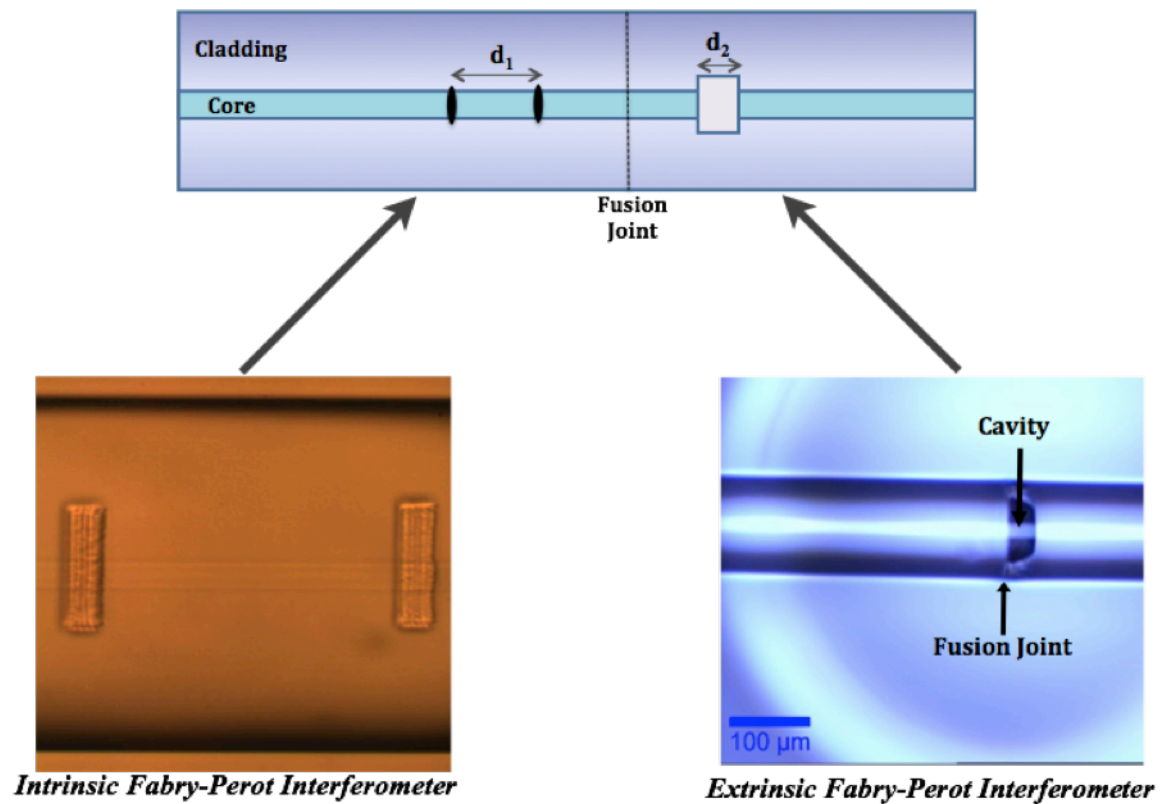 Cladding
d₁
d₂
Core
Fusion
Joint
Cavity
Fusion Joint
100 µm
Intrinsic Fabry-Perot Interferometer
Extrinsic Fabry-Perot Interferometer